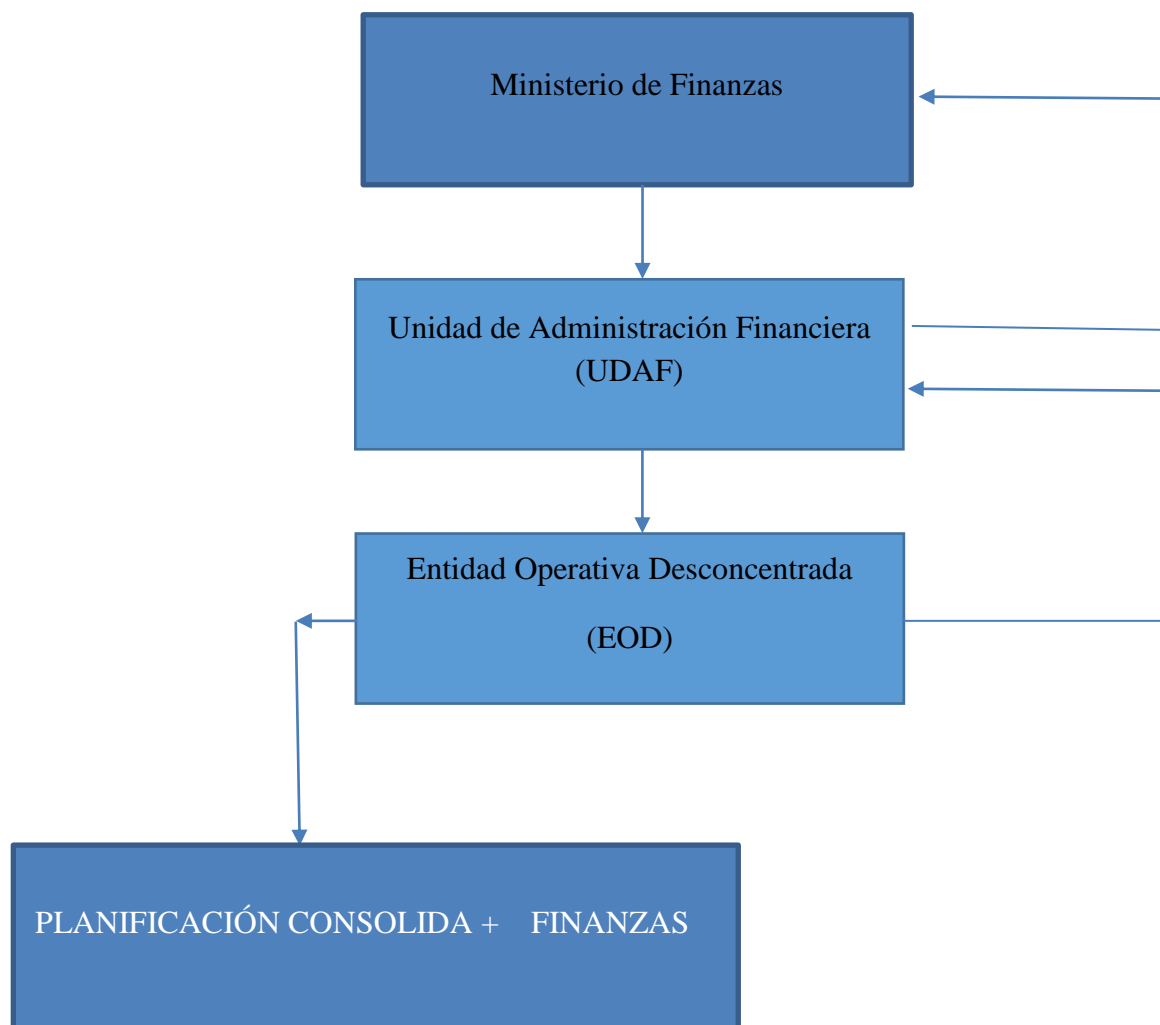 Ministerio de Finanzas
Unidad de Administración Financiera
(UDAF)
Entidad Operativa Desconcentrada
(EOD)
PLANIFICACIÓN CONSOLIDA + FINANZAS